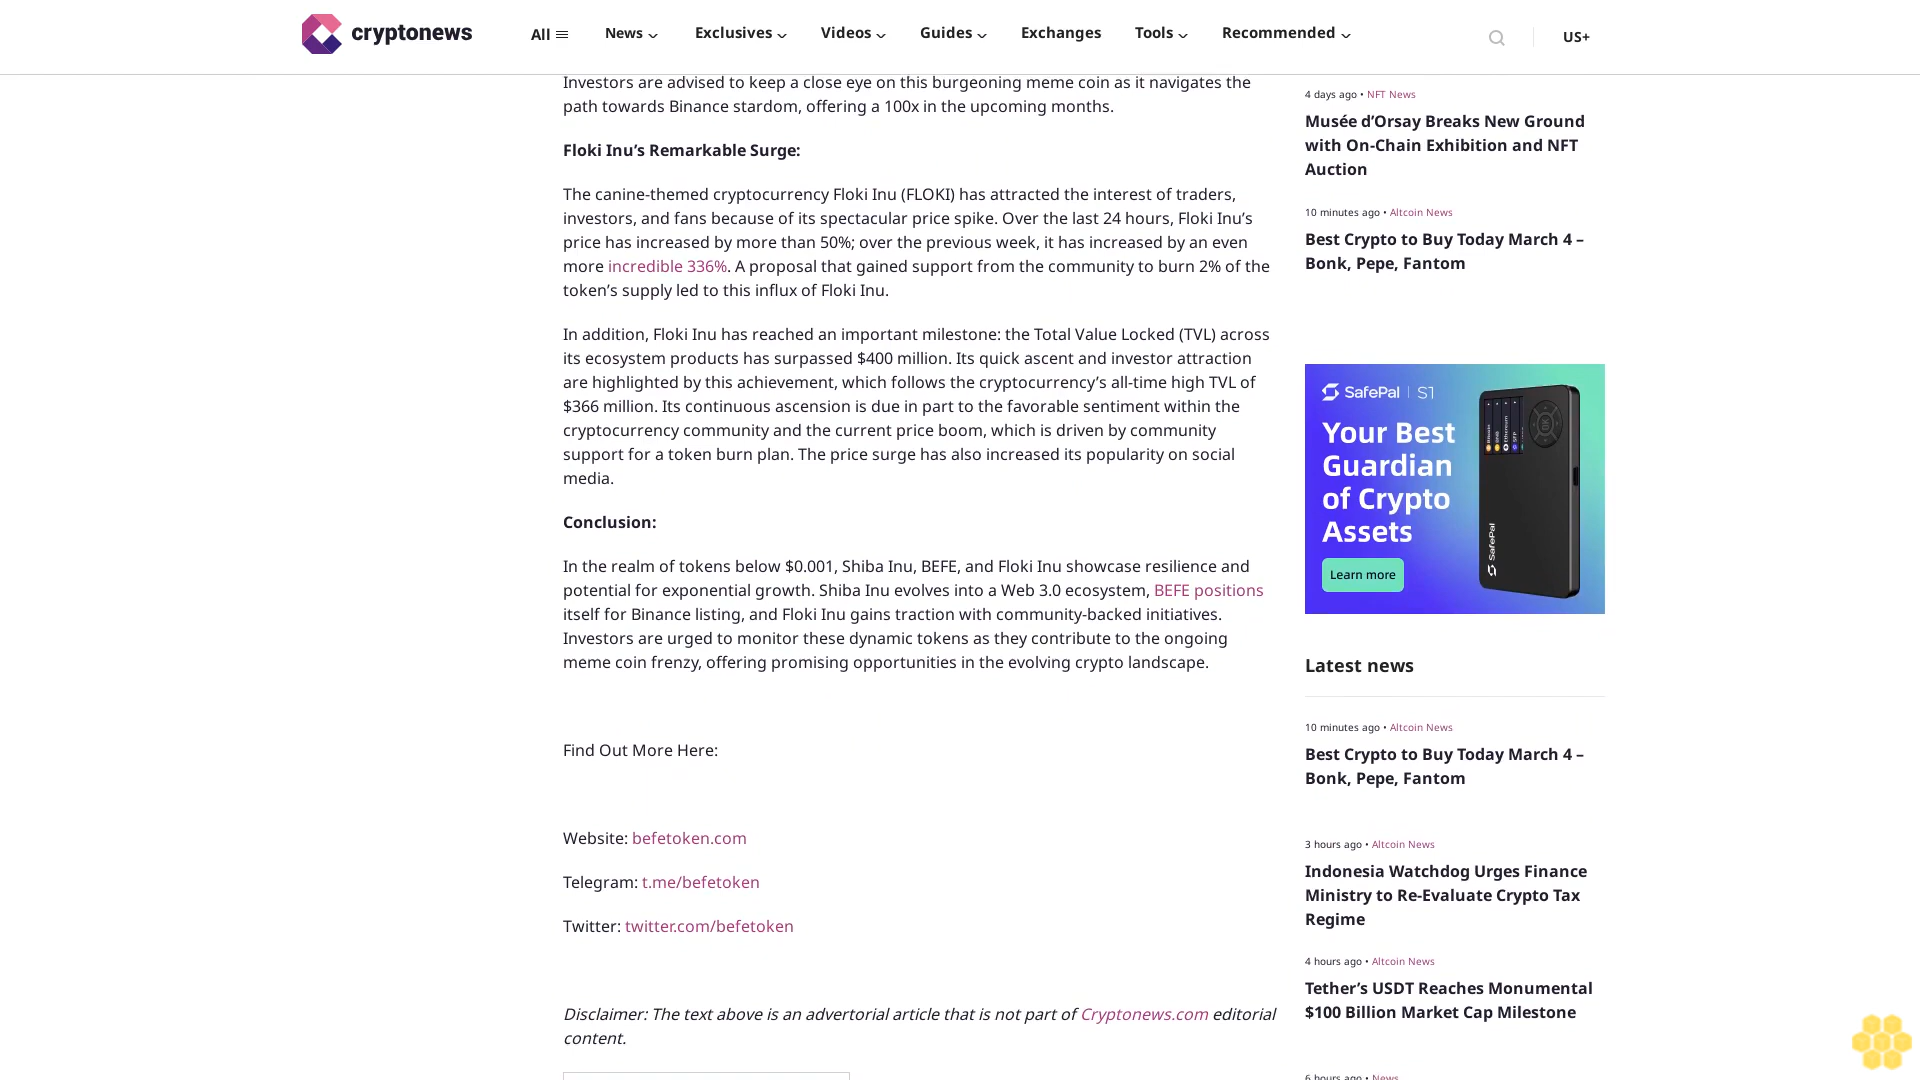 cryptonews
All
News
Exclusives
Videos
Guides
Exchanges
Tools
Recommended
US+
Investors are advised to keep a close eye on this burgeoning meme coin as it navigates the
path towards Binance stardom, offering a 100x in the upcoming months.
Floki Inu’s Remarkable Surge:
The canine-themed cryptocurrency Floki Inu (FLOKI) has attracted the interest of traders,
investors, and fans because of its spectacular price spike. Over the last 24 hours, Floki Inu’s
price has increased by more than 50%; over the previous week, it has increased by an even
more incredible 336%. A proposal that gained support from the community to burn 2% of the
token’s supply led to this influx of Floki Inu.
In addition, Floki Inu has reached an important milestone: the Total Value Locked (TVL) across
its ecosystem products has surpassed $400 million. Its quick ascent and investor attraction
are highlighted by this achievement, which follows the cryptocurrency’s all-time high TVL of
$366 million. Its continuous ascension is due in part to the favorable sentiment within the
cryptocurrency community and the current price boom, which is driven by community
support for a token burn plan. The price surge has also increased its popularity on social
media.
Conclusion:
In the realm of tokens below $0.001, Shiba Inu, BEFE, and Floki Inu showcase resilience and
potential for exponential growth. Shiba Inu evolves into a Web 3.0 ecosystem, BEFE positions
itself for Binance listing, and Floki Inu gains traction with community-backed initiatives.
Investors are urged to monitor these dynamic tokens as they contribute to the ongoing
meme coin frenzy, offering promising opportunities in the evolving crypto landscape.
Find Out More Here:
Website: befetoken.com
Telegram: t.me/befetoken
Twitter: twitter.com/befetoken
Disclaimer: The text above is an advertorial article that is not part of Cryptonews.com editorial
content.
4 days ago • NFT News
Musée d’Orsay Breaks New Ground
with On-Chain Exhibition and NFT
Auction
10 minutes ago • Altcoin News
Best Crypto to Buy Today March 4 –
Bonk, Pepe, Fantom
SafePal | S1
Your Best
Guardian
of Crypto
Assets
Learn more
SafePal
OK
Latest news
10 minutes ago • Altcoin News
Best Crypto to Buy Today March 4 –
Bonk, Pepe, Fantom
3 hours ago • Altcoin News
Indonesia Watchdog Urges Finance
Ministry to Re-Evaluate Crypto Tax
Regime
4 hours ago • Altcoin News
Tether’s USDT Reaches Monumental
$100 Billion Market Cap Milestone
6 hours ago • News